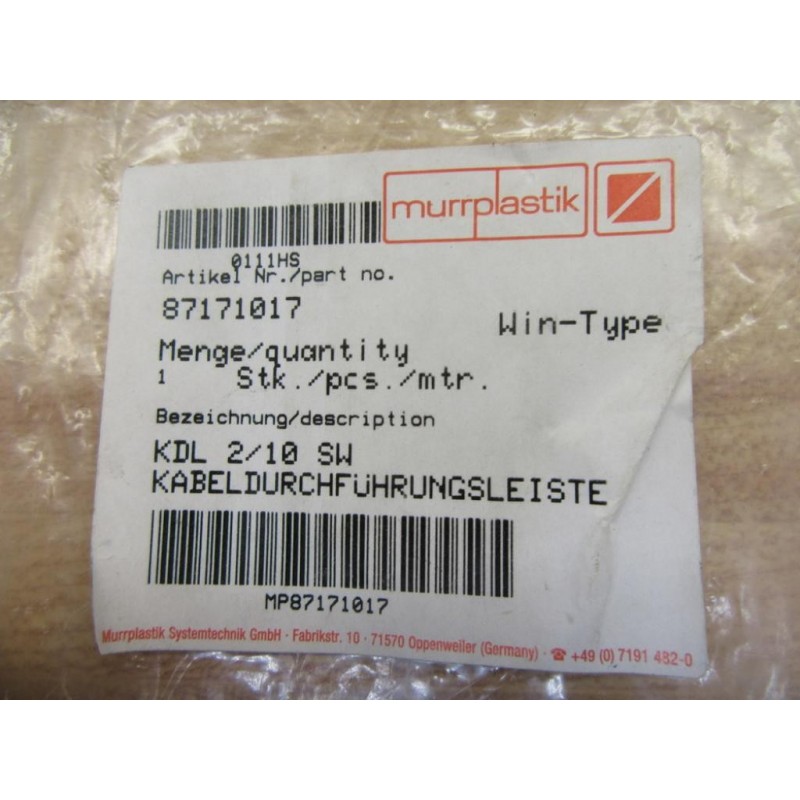 murrplastik
0111HS
Artikel Nr./part no.
87171017
Win-Type
Menge/quantity
1 Stk./pcs./mtr.
Bezeichnung/description
KDL 2/10 SW
KABELDURCHFÜHRUNGSLEISTE
MP87171017
Murrplastik Systemtechnik GmbH · Fabrikstr. 10 · 71570 Oppenweiler (Germany) · ☎ +49 (0) 7191 482-0